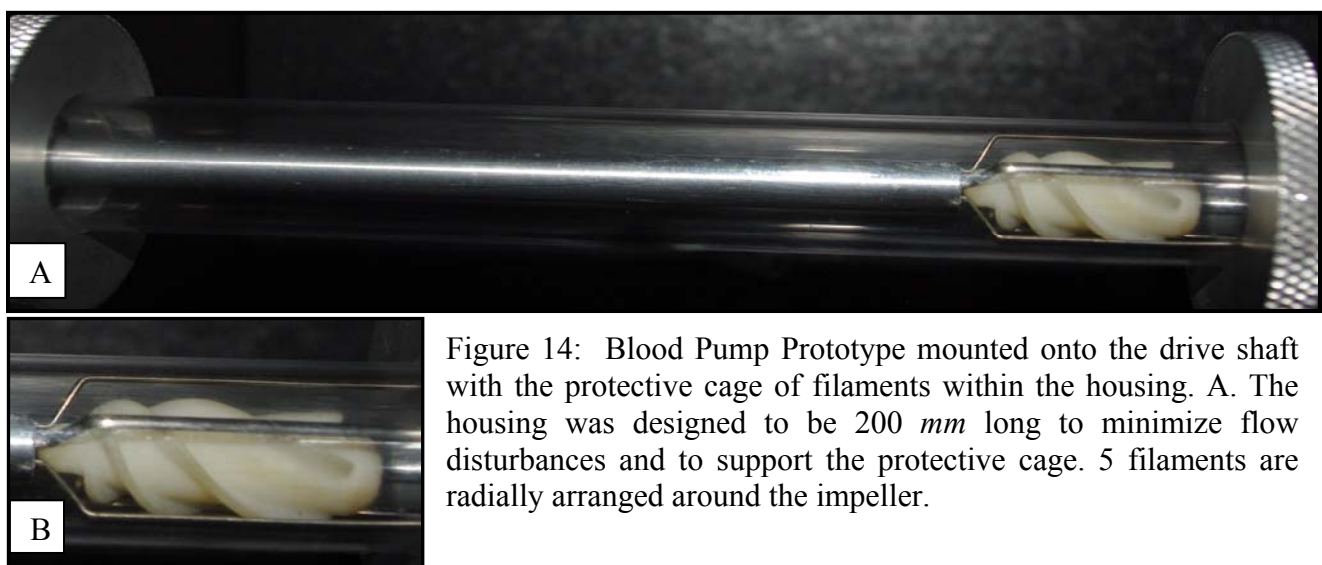 A
B
Figure 14: Blood Pump Prototype mounted onto the drive shaft
with the protective cage of filaments within the housing. A. The
housing was designed to be 200 mm long to minimize flow
disturbances and to support the protective cage. 5 filaments are
radially arranged around the impeller.